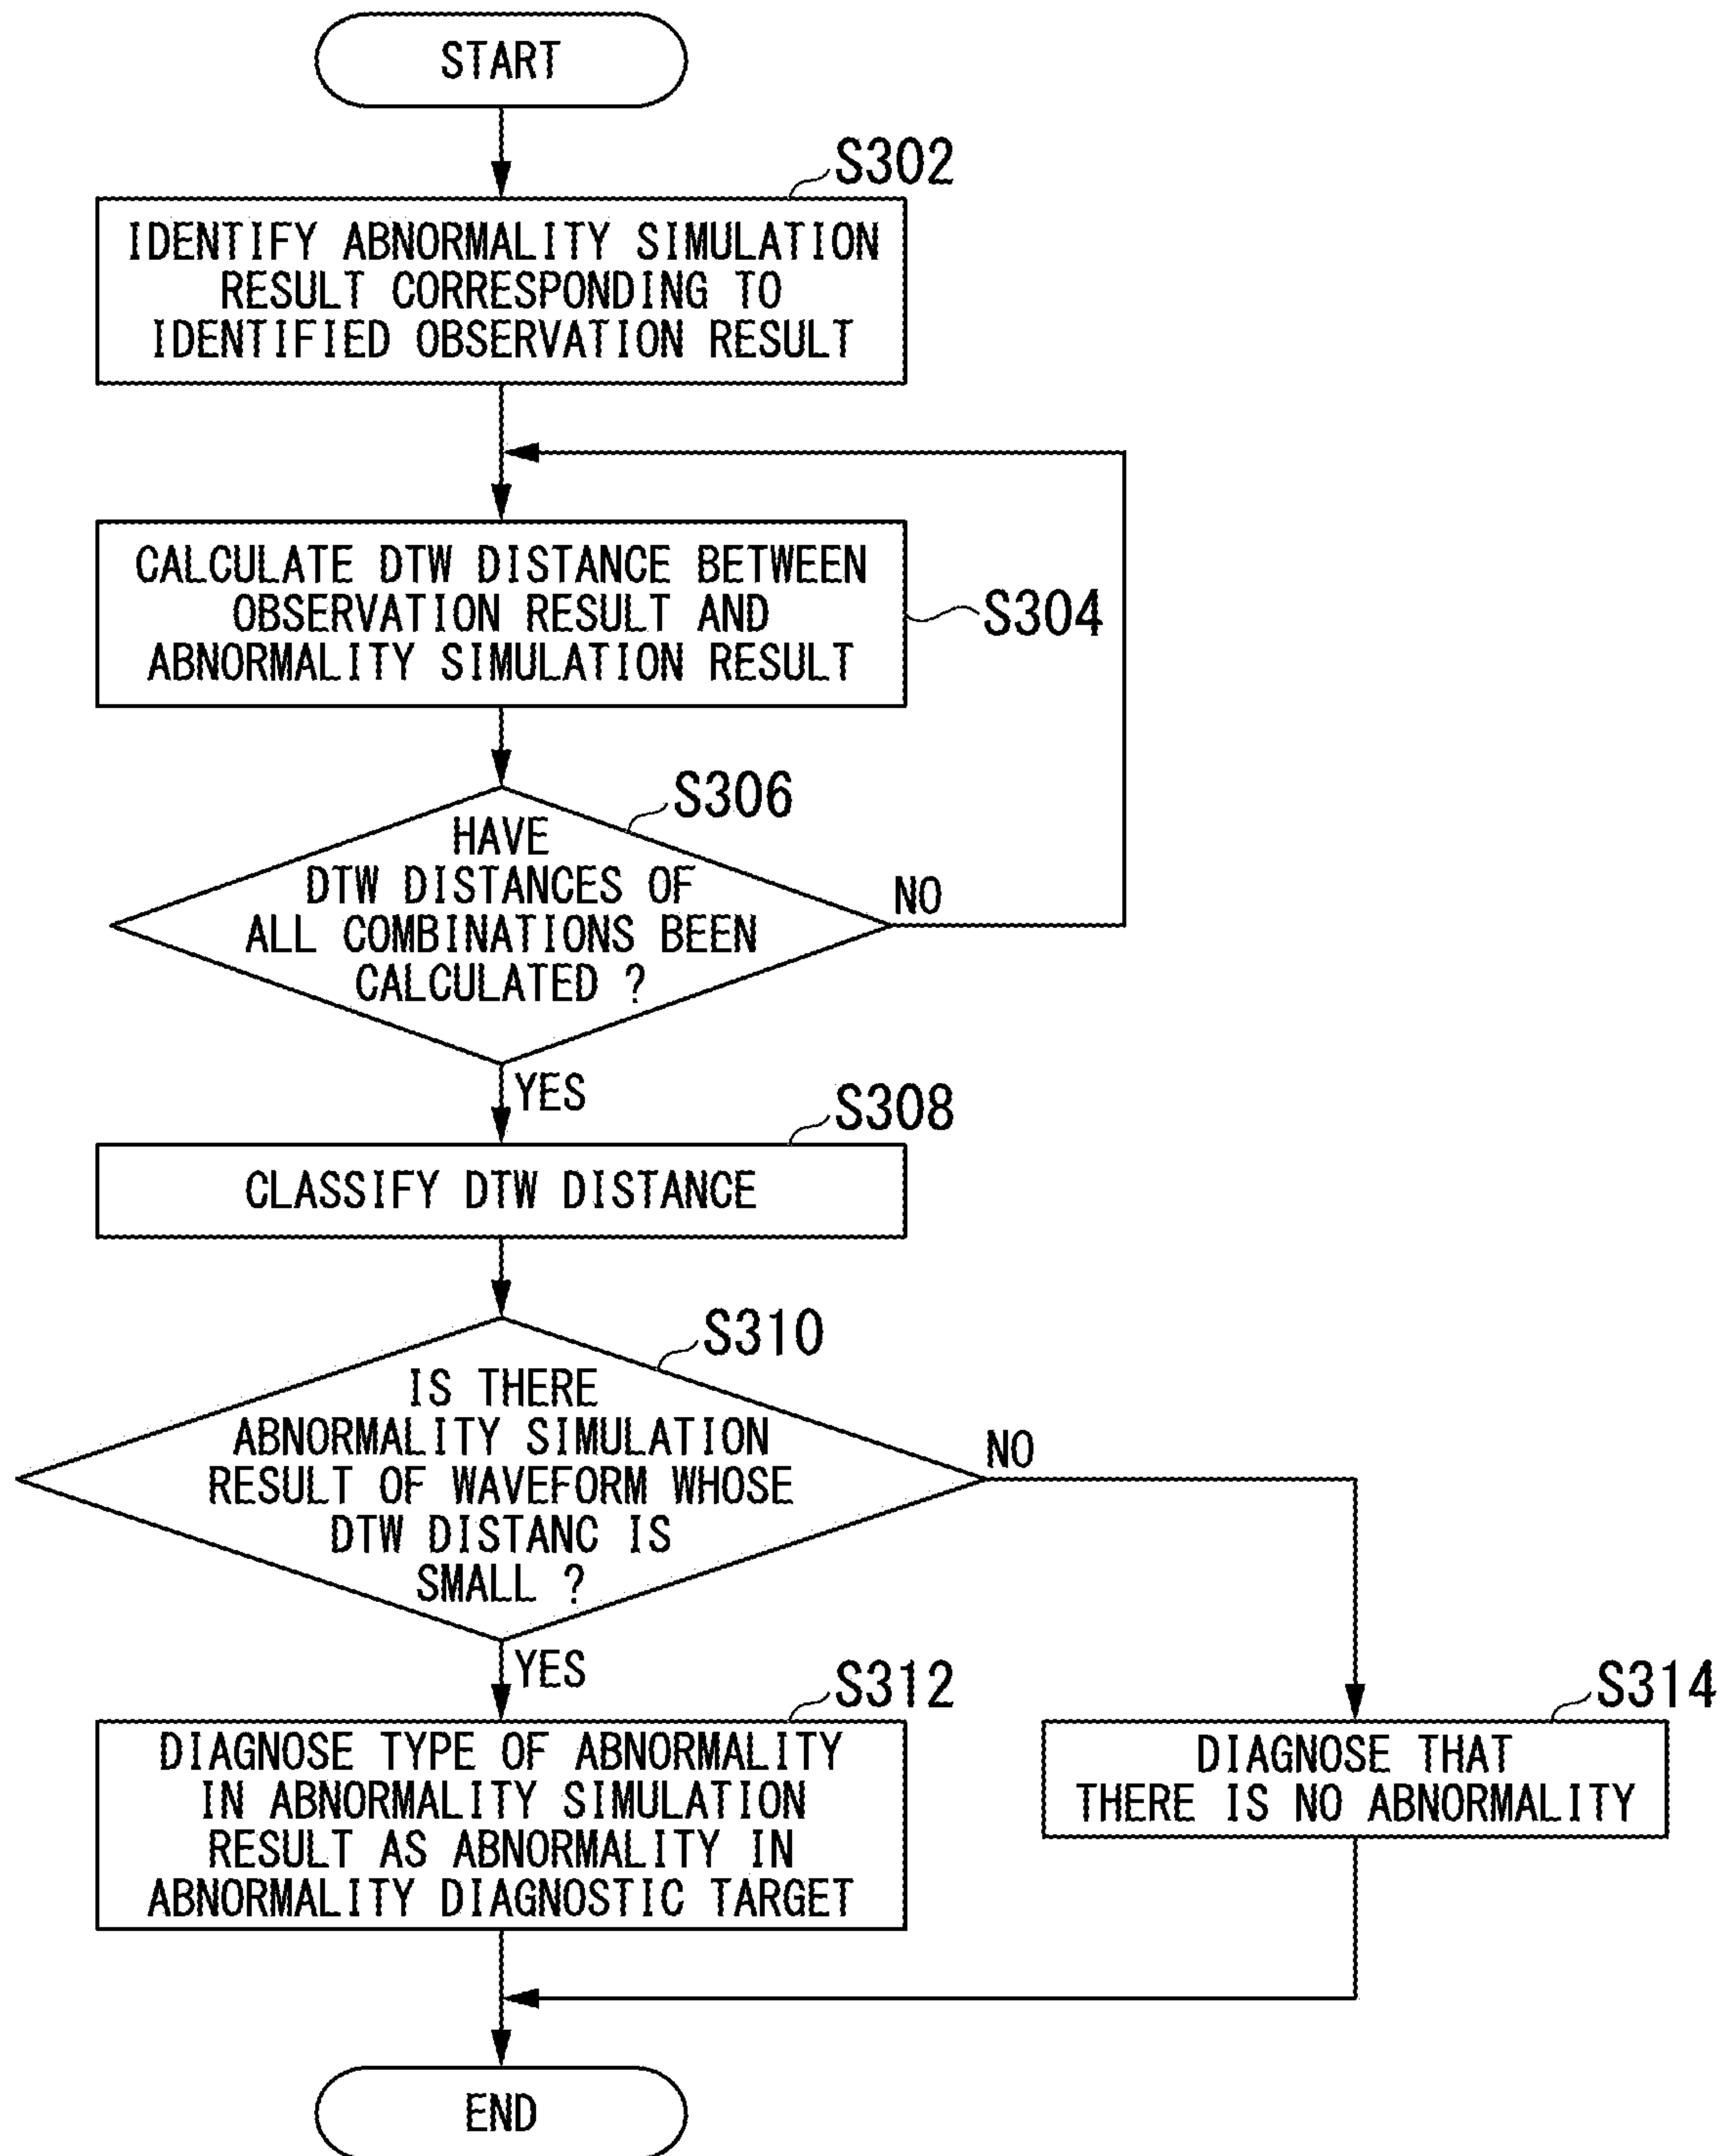 START
S302
IDENTIFY ABNORMALITY SIMULATION
RESULT CORRESPONDING TO
IDENTIFIED OBSERVATION RESULT
CALCULATE DTW DISTANCE BETWEEN
OBSERVATION RESULT AND
ABNORMALITY SIMULATION RESULT
S304
S306
HAVE
DTW DISTANCES OF
ALL COMBINATIONS BEEN
CALCULATED ?
NO
YES
S308
CLASSIFY DTW DISTANCE
S310
IS THERE
ABNORMALITY SIMULATION
RESULT OF WAVEFORM WHOSE
DTW DISTANC IS
SMALL ?
NO
YES
S312
DIAGNOSE TYPE OF ABNORMALITY
IN ABNORMALITY SIMULATION
RESULT AS ABNORMALITY IN
ABNORMALITY DIAGNOSTIC TARGET
S314
DIAGNOSE THAT
THERE IS NO ABNORMALITY
END